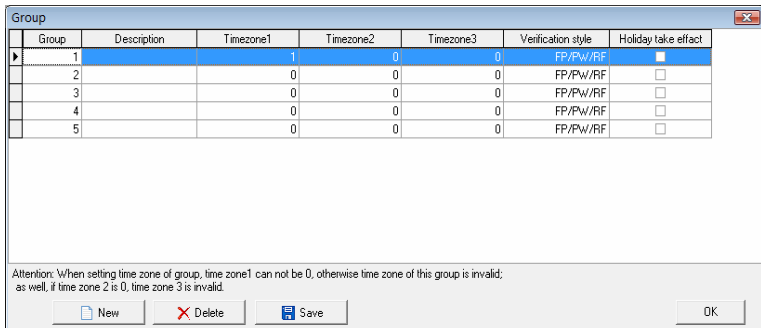 Group
Group Description Timezone1 Timezone2 Timezone3 Verification style Holiday take effact
1 1 0 0 FP/PW/RF
2 0 0 0 FP/PW/RF
3 0 0 0 FP/PW/RF
4 0 0 0 FP/PW/RF
5 0 0 0 FP/PW/RF
Attention: When setting time zone of group, time zone1 can not be 0, otherwise time zone of this group is invalid;
as well, if time zone 2 is 0, time zone 3 is invalid.
New Delete Save OK